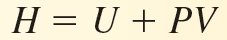 H = U + PV